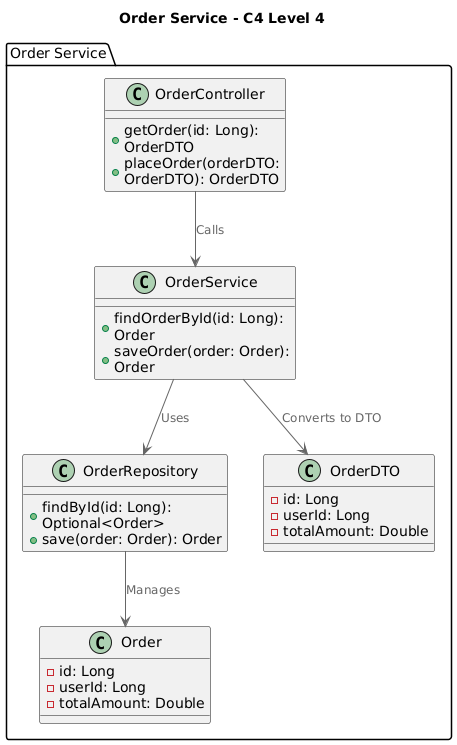 Order Service - C4 Level 4
Order Service
C OrderController
getOrder(id: Long):
OrderDTO
placeOrder(orderDTO:
OrderDTO): OrderDTO
Calls
C OrderService
findOrderById(id: Long):
Order
saveOrder(order: Order):
Order
Uses
Converts to DTO
C OrderRepository
findById(id: Long):
Optional<Order>
save(order: Order): Order
C OrderDTO
id: Long
userId: Long
totalAmount: Double
Manages
C Order
id: Long
userId: Long
totalAmount: Double